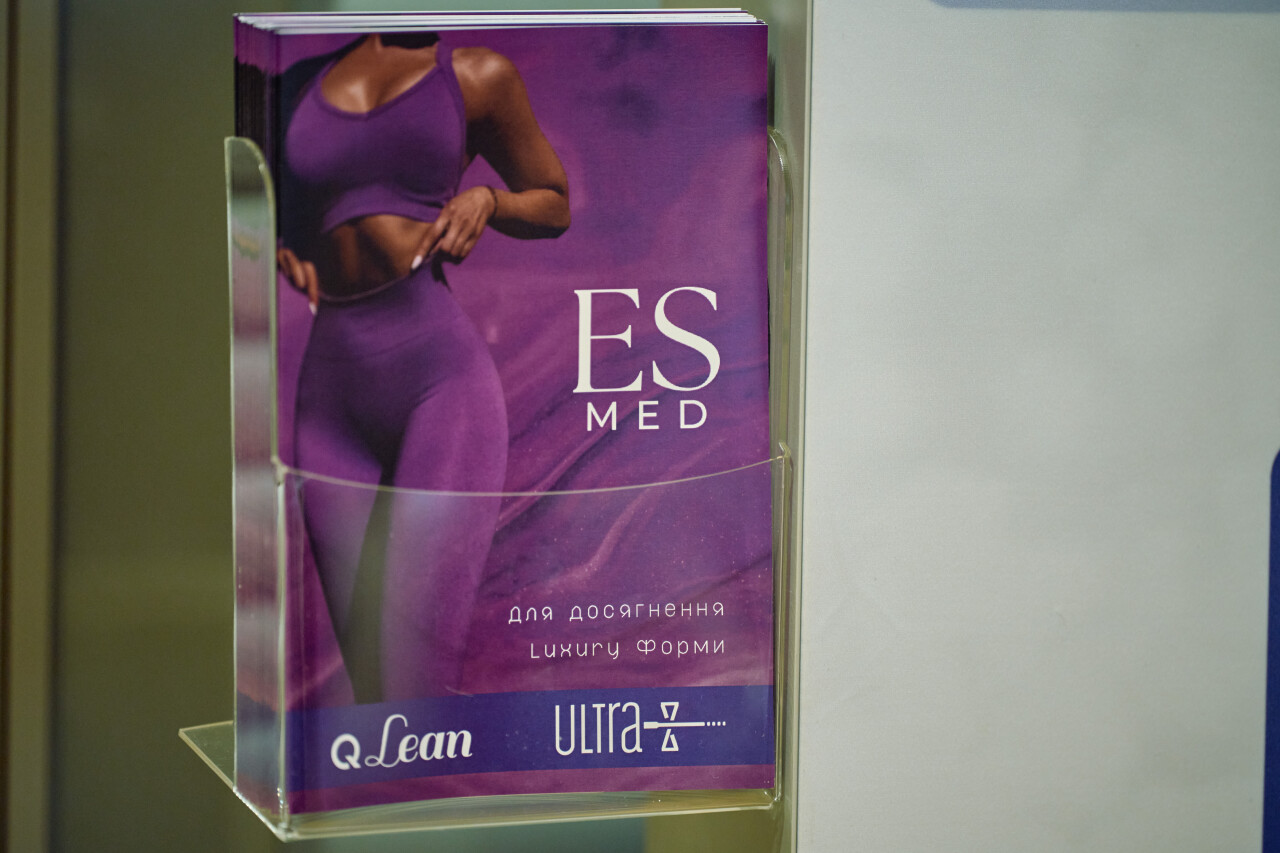 ES
MED
Для досягнення
Luxury Форми
Q Lean
ULTRA